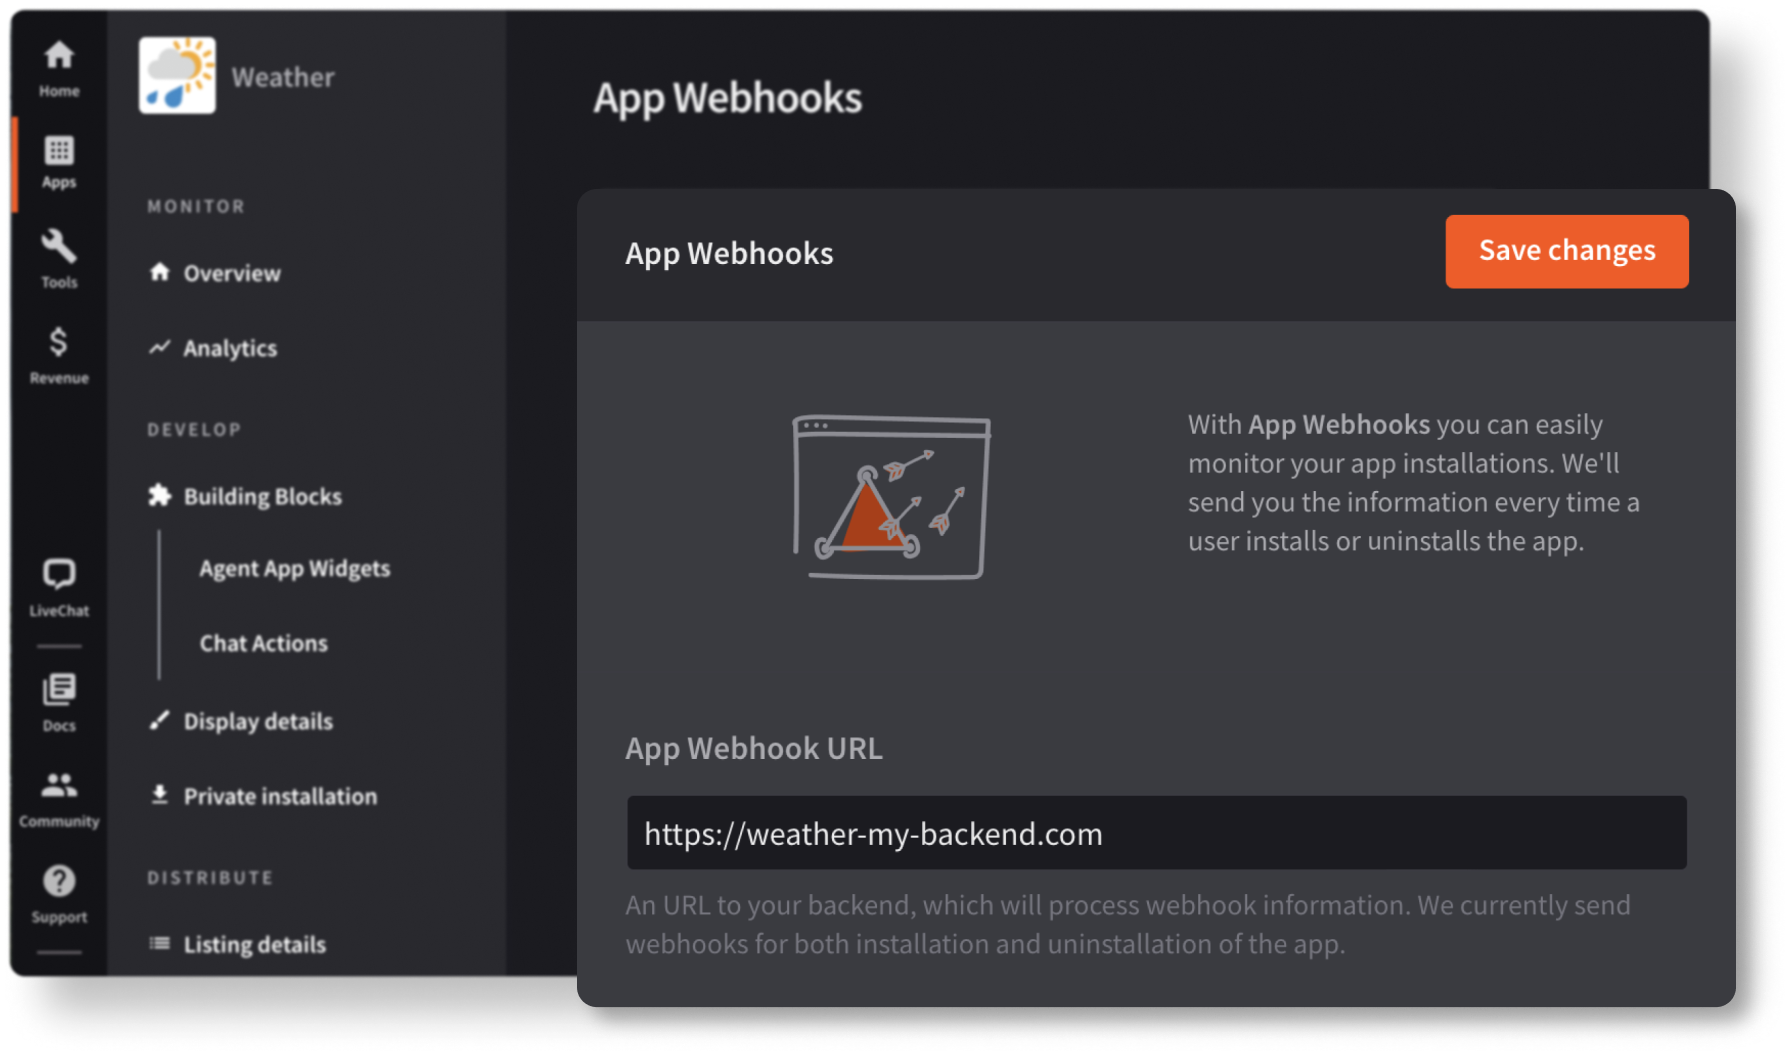 Home
Apps
Tools
Revenue
LiveChat
Docs
Community
Support
Weather
MONITOR
Overview
Analytics
DEVELOP
Building Blocks
Agent App Widgets
Chat Actions
Display details
Private installation
DISTRIBUTE
Listing details
App Webhooks
App Webhooks
Save changes
With App Webhooks you can easily
monitor your app installations. We'll
send you the information every time a
user installs or uninstalls the app.
App Webhook URL
https://weather-my-backend.com
An URL to your backend, which will process webhook information. We currently send
webhooks for both installation and uninstallation of the app.